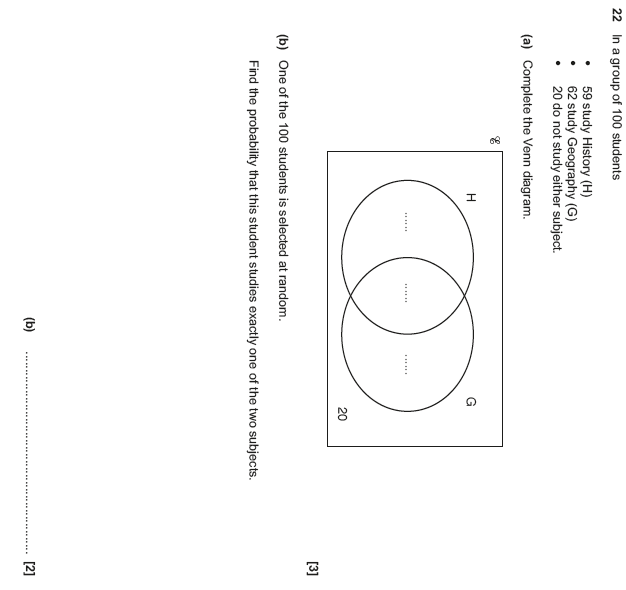 22 In a group of 100 students
• 59 study History (H)
• 62 study Geography (G)
• 20 do not study either subject.
(a) Complete the Venn diagram.
ℰ
H
G
......
......
......
20
[3]
(b) One of the 100 students is selected at random.
Find the probability that this student studies exactly one of the two subjects.
(b) .................................................. [2]